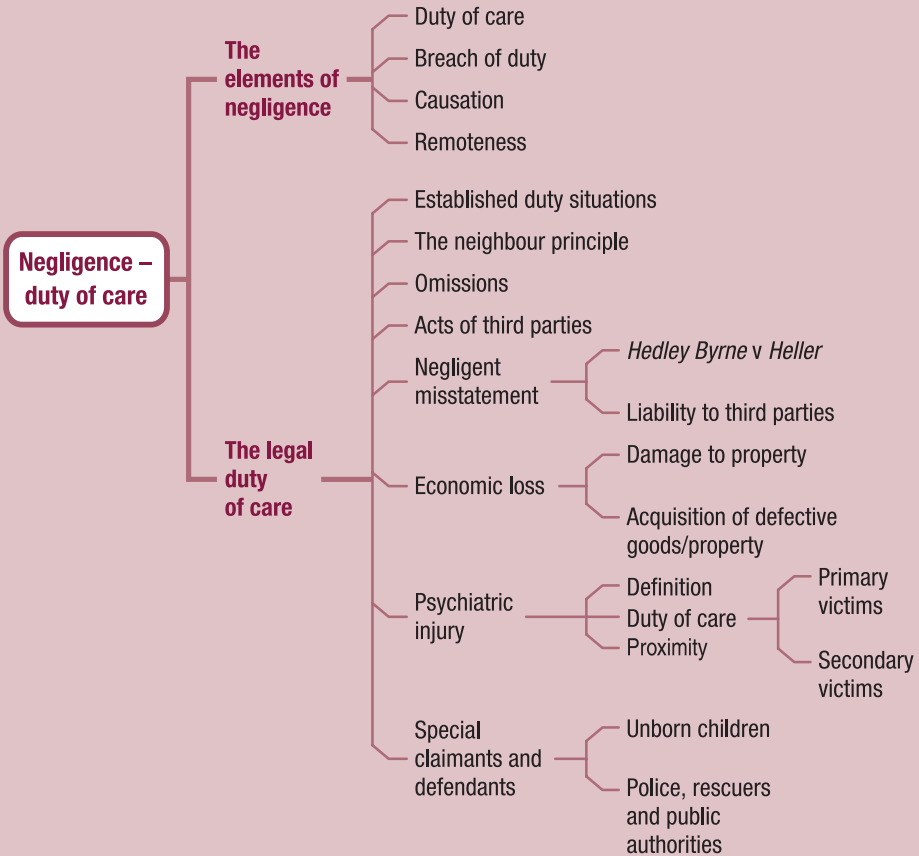 Negligence –
duty of care
The
elements of
negligence
Duty of care
Breach of duty
Causation
Remoteness
The legal
duty
of care
Established duty situations
The neighbour principle
Omissions
Acts of third parties
Negligent
misstatement
Hedley Byrne v Heller
Liability to third parties
Economic loss
Damage to property
Acquisition of defective
goods/property
Psychiatric
injury
Definition
Duty of care
Proximity
Primary
victims
Secondary
victims
Special
claimants and
defendants
Unborn children
Police, rescuers
and public
authorities